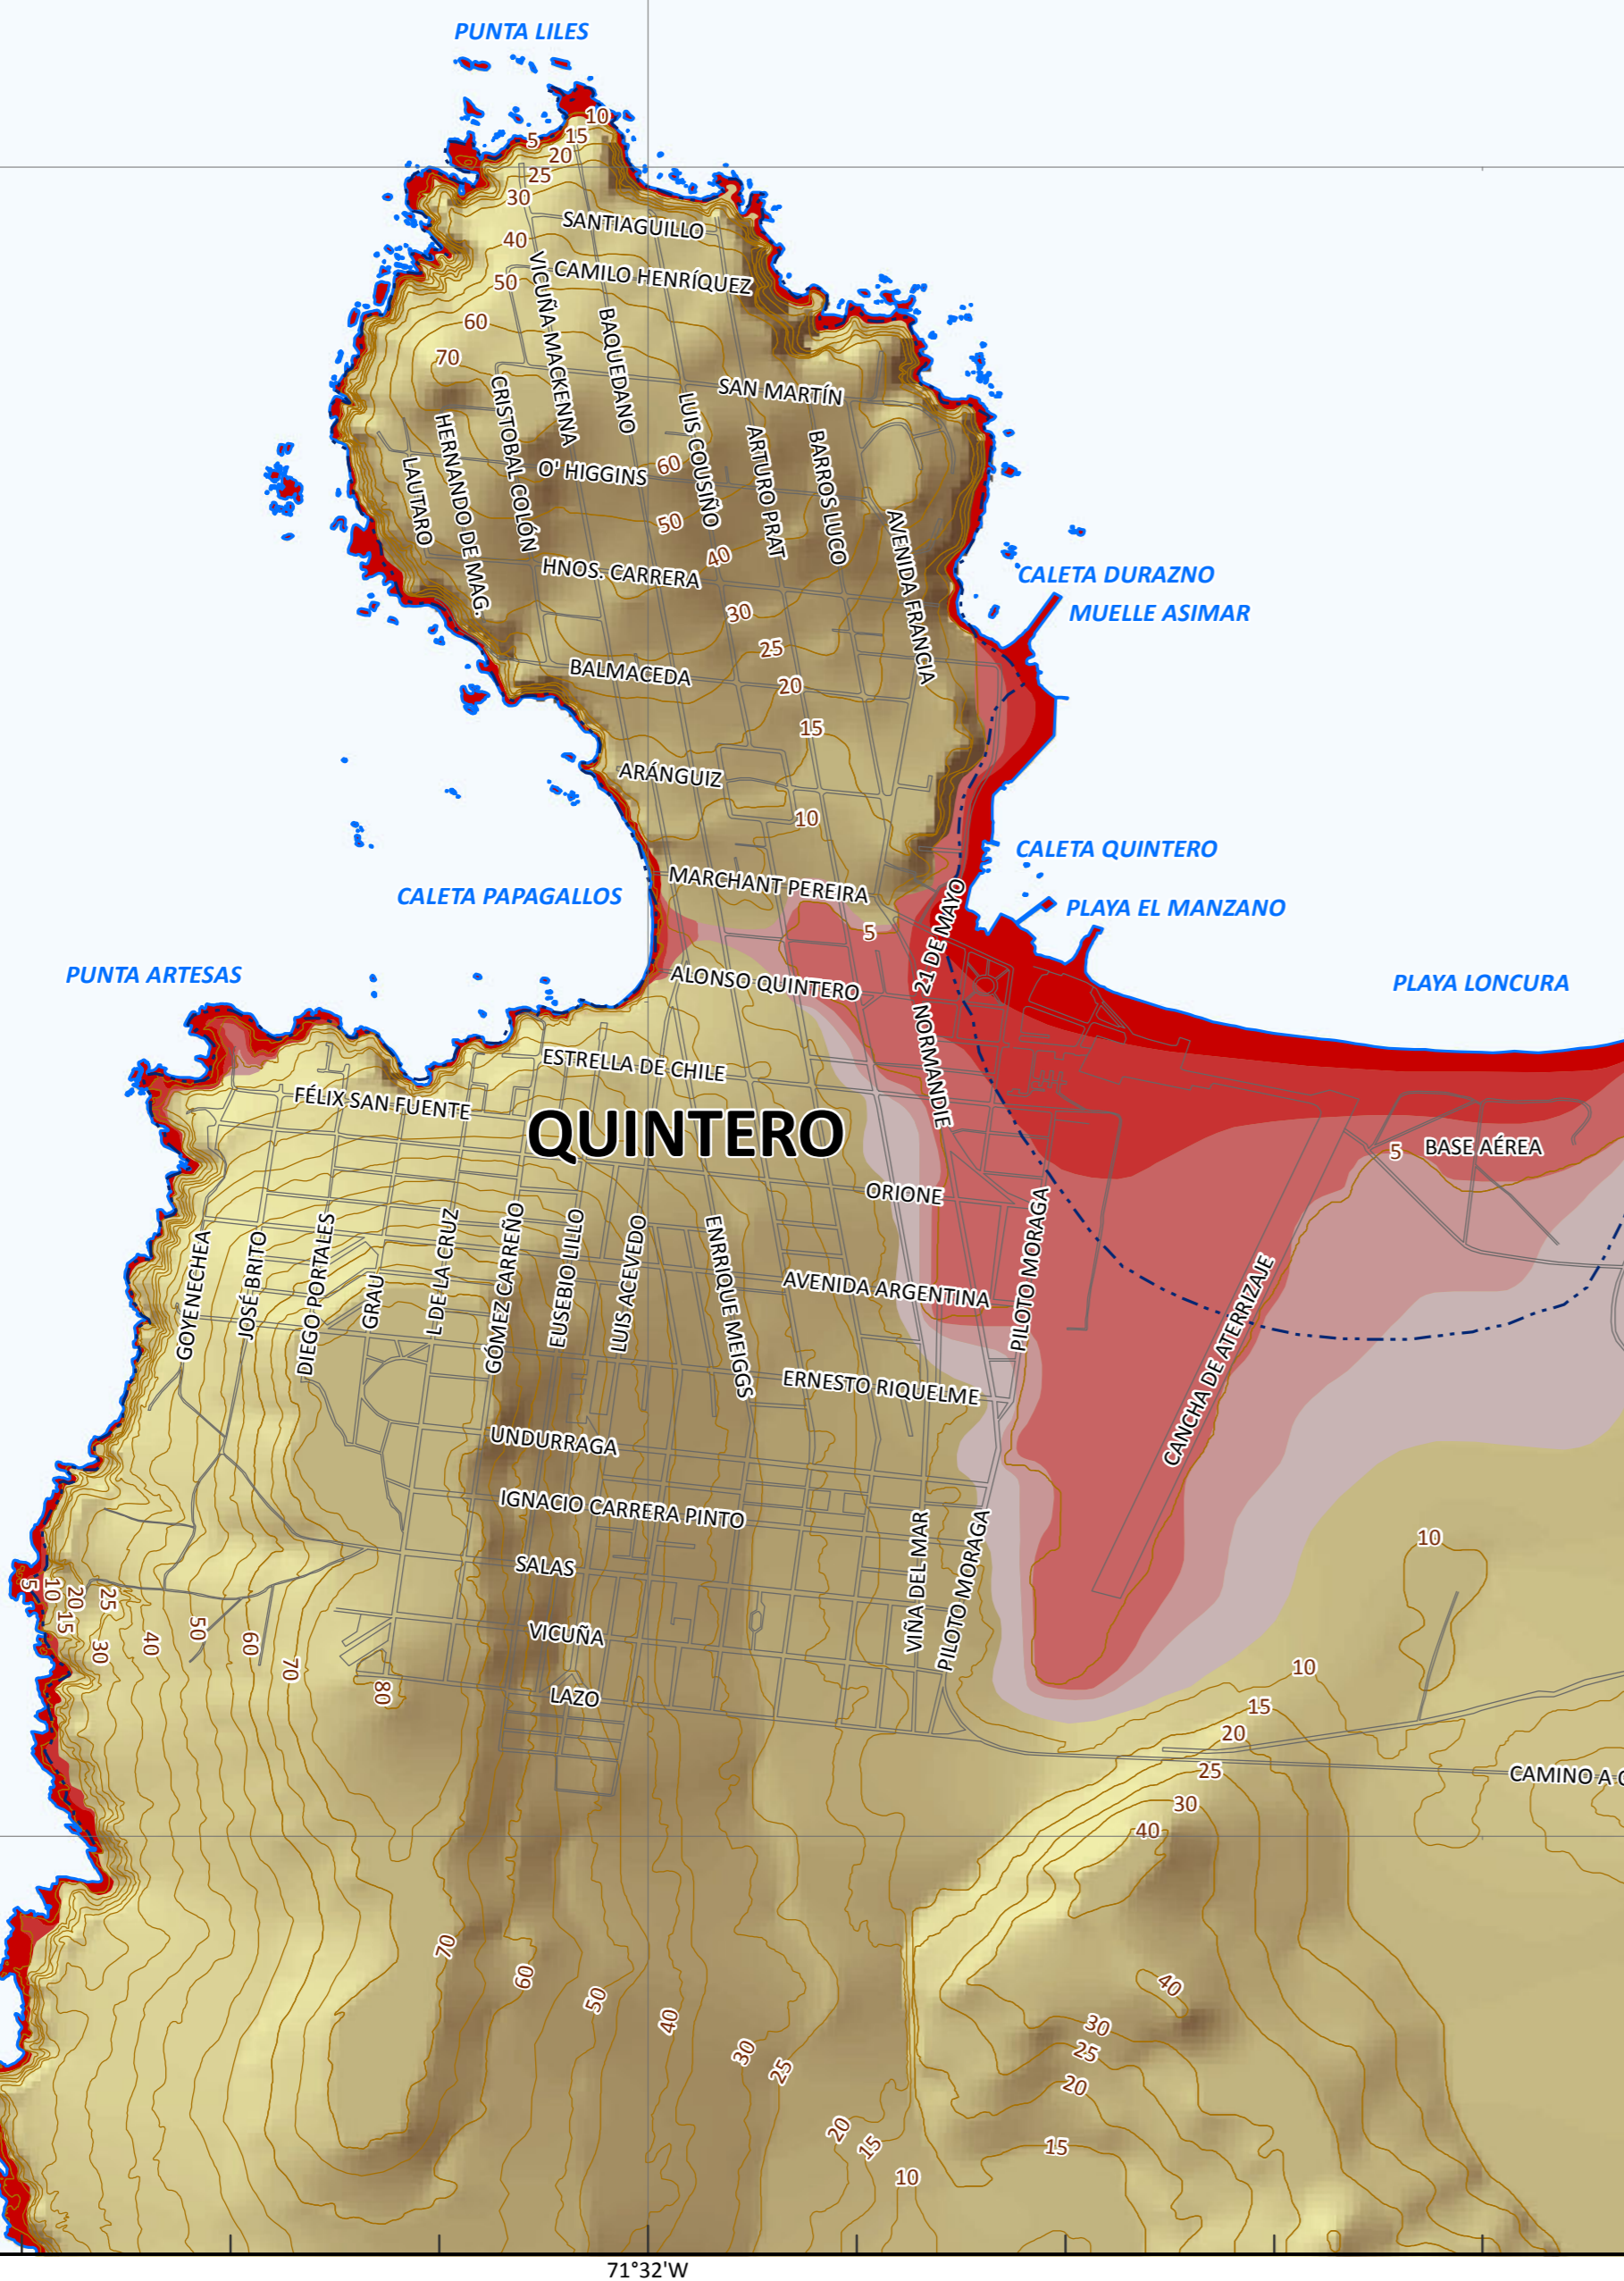 PUNTA LILES
10
5
15
20
25
30
SANTIAGUILLO
40
CAMILO HENRÍQUEZ
50
VICUÑA MACKENNA
60
BAQUEDANO
70
SAN MARTÍN
CRISTOBAL COLÓN
LUIS COUSIÑO
HERNANDO DE MAG.
ARTURO PRAT
BARROS LUCO
LAUTARO
O' HIGGINS
60
AVENIDA FRANCIA
50
40
HNOS. CARRERA
CALETA DURAZNO
MUELLE ASIMAR
30
25
BALMACEDA
20
15
ARÁNGUIZ
10
CALETA QUINTERO
MARCHANT PEREIRA
CALETA PAPAGALLOS
PLAYA EL MANZANO
21 DE MAYO
5
PUNTA ARTESAS
ALONSO QUINTERO
PLAYA LONCURA
NORMANDIE
ESTRELLA DE CHILE
FÉLIX SAN FUENTE
QUINTERO
5
BASE AÉREA
ORIONE
PILOTO MORAGA
GOYENECHEA
JOSÉ BRITO
DIEGO PORTALES
GRAU
L DE LA CRUZ
GÓMEZ CARREÑO
EUSEBIO LILLO
LUIS ACEVEDO
ENRRIQUE MEIGGS
AVENIDA ARGENTINA
CANCHA DE ATERRIZAJE
ERNESTO RIQUELME
UNDURRAGA
IGNACIO CARRERA PINTO
VIÑA DEL MAR
PILOTO MORAGA
10
SALAS
5
10
20
25
15
30
40
50
60
70
80
VICUÑA
LAZO
10
15
20
25
CAMINO A
30
40
70
60
50
40
30
25
40
30
25
20
20
15
15
10
71°32'W